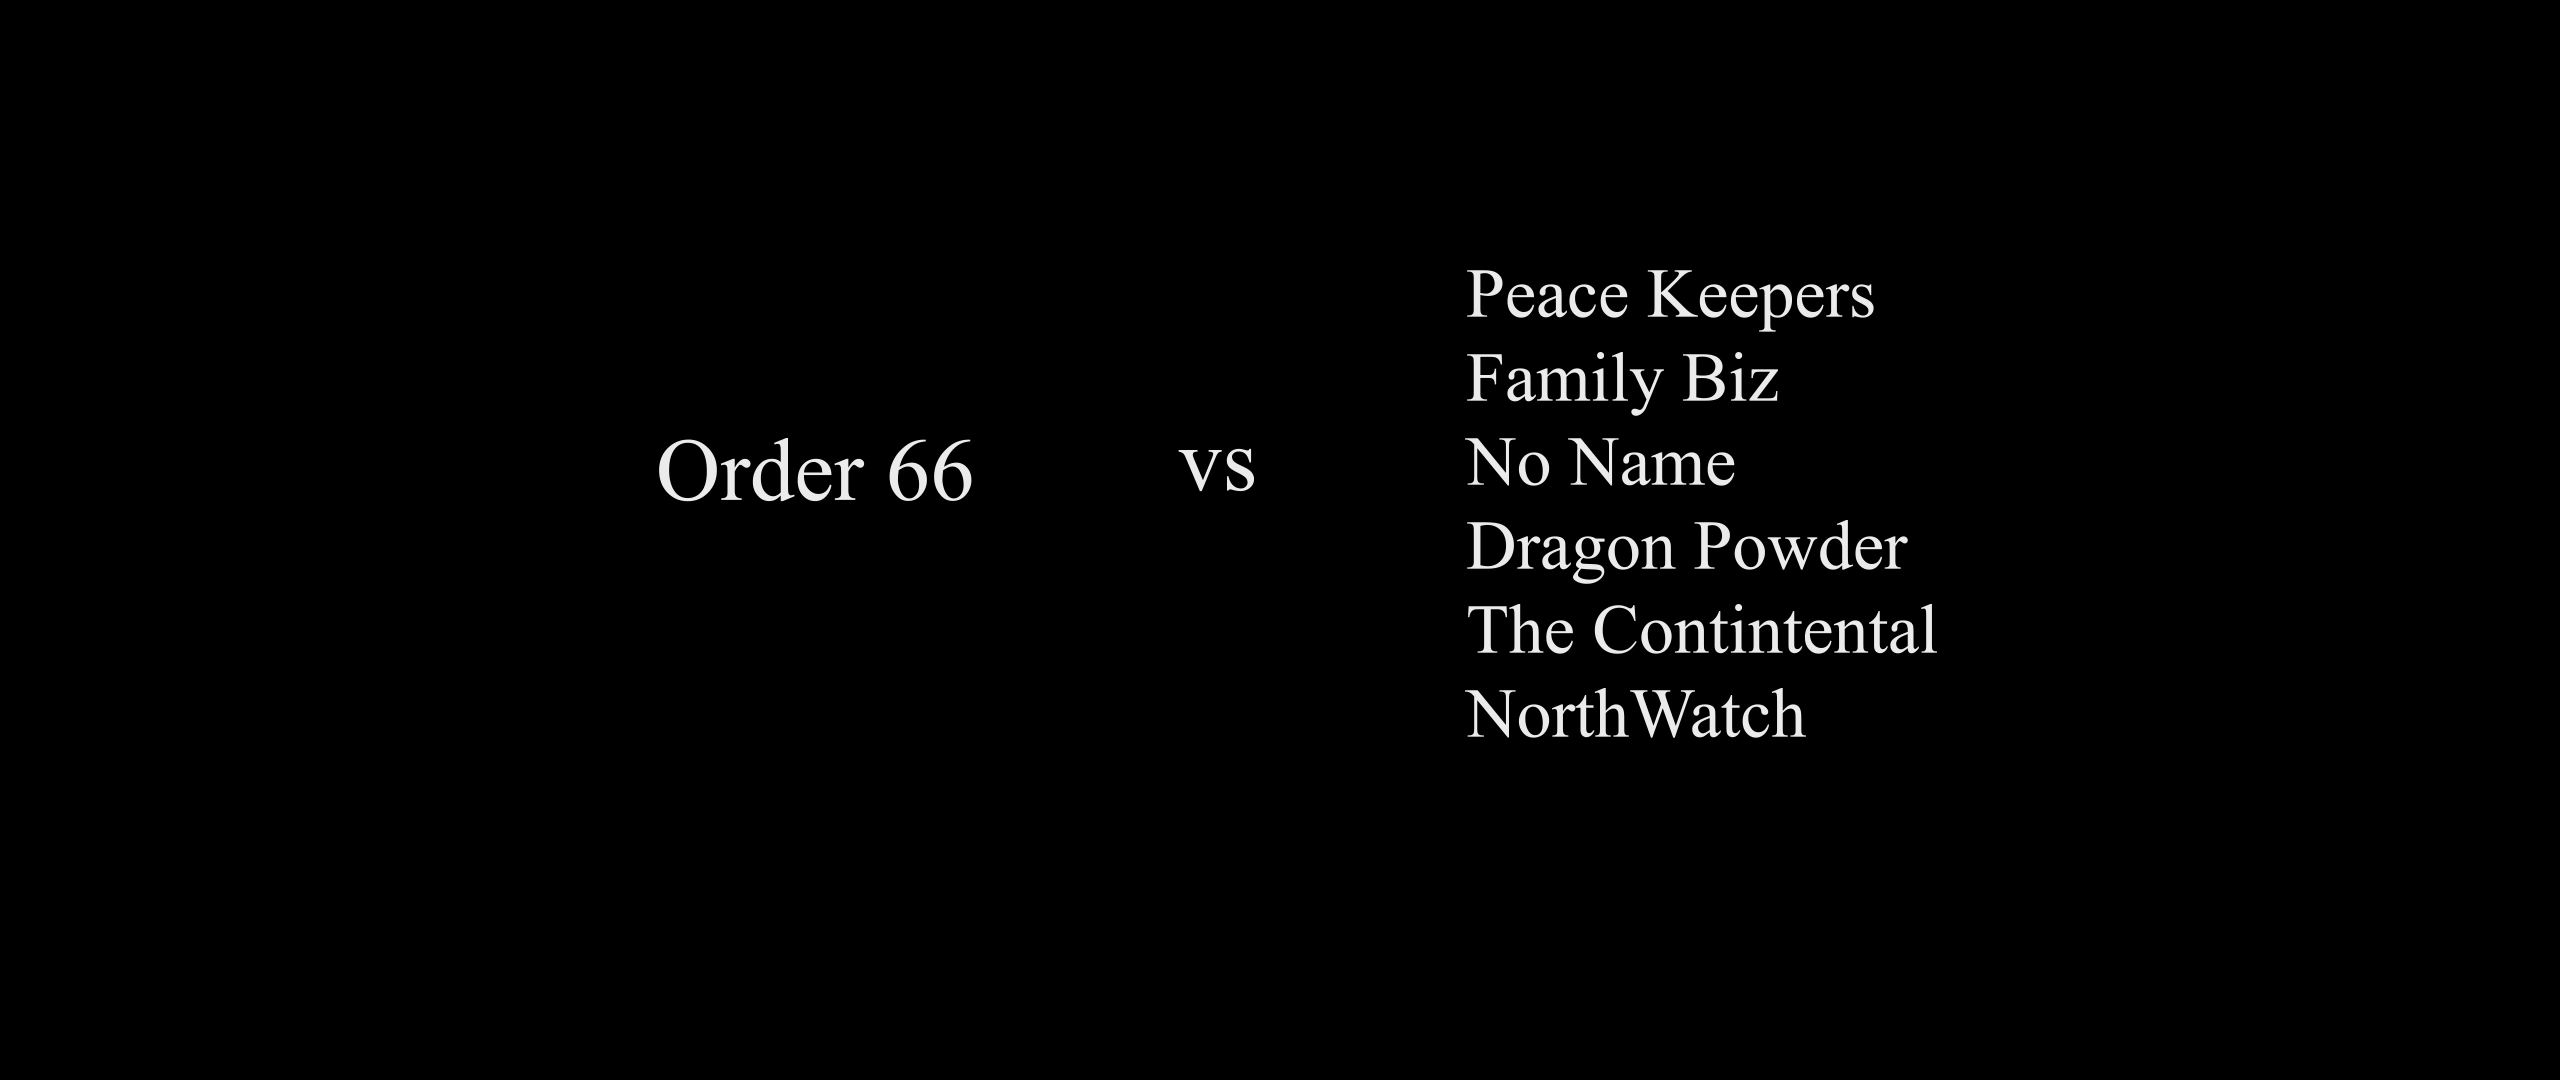 Order 66
vs
Peace Keepers
Family Biz
No Name
Dragon Powder
The Contintental
NorthWatch